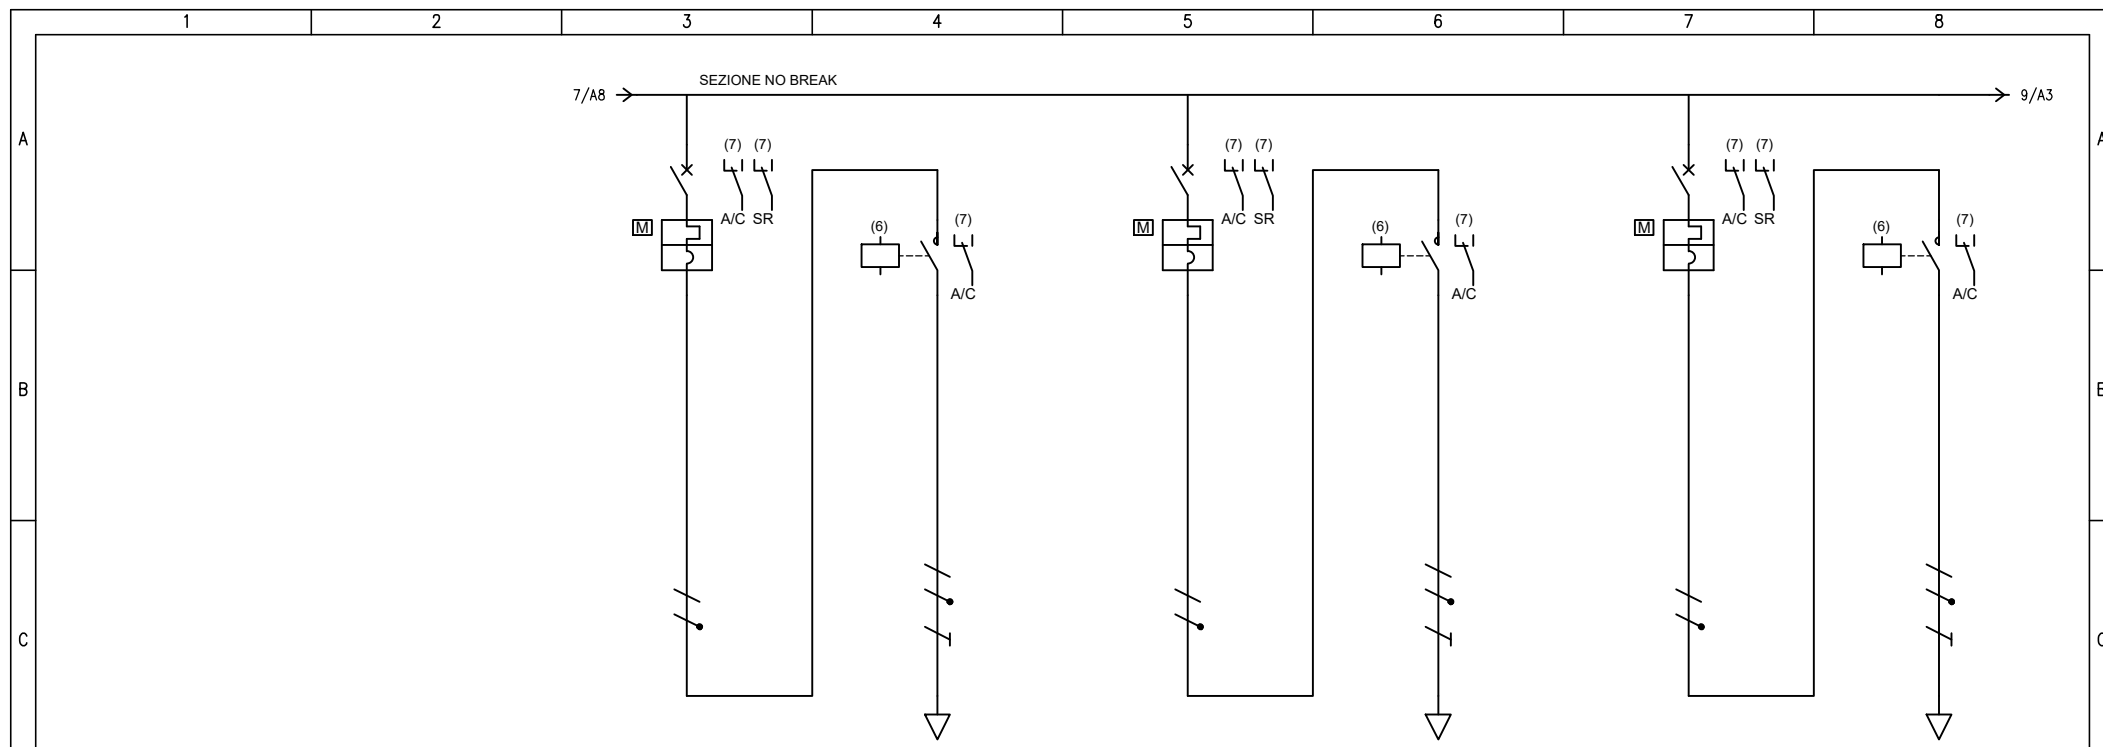 1 2 3 4 5 6 7 8
SEZIONE NO BREAK
7/A8 9/A3
A A
(7) (7) (7) (7) (7) (7)
A/C SR A/C SR A/C SR
M (6) (7) M (6) (7) M (6) (7)
A/C A/C A/C
B B
C C